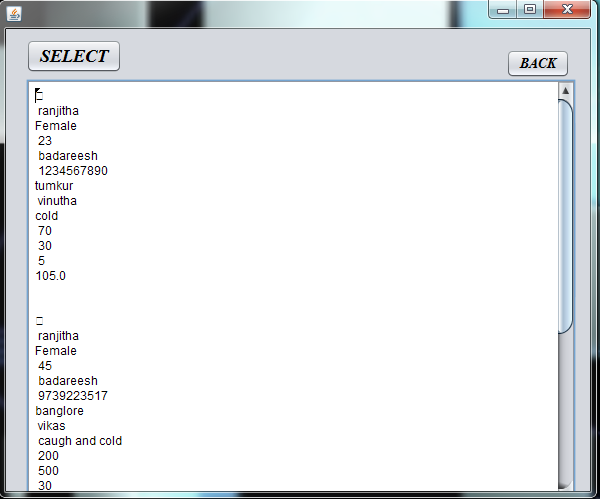 SELECT
BACK
ranjitha
Female
23
badareesh
1234567890
tumkur
vinutha
cold
70
30
5
105.0
ranjitha
Female
45
badareesh
9739223517
banglore
vikas
caugh and cold
200
500
30